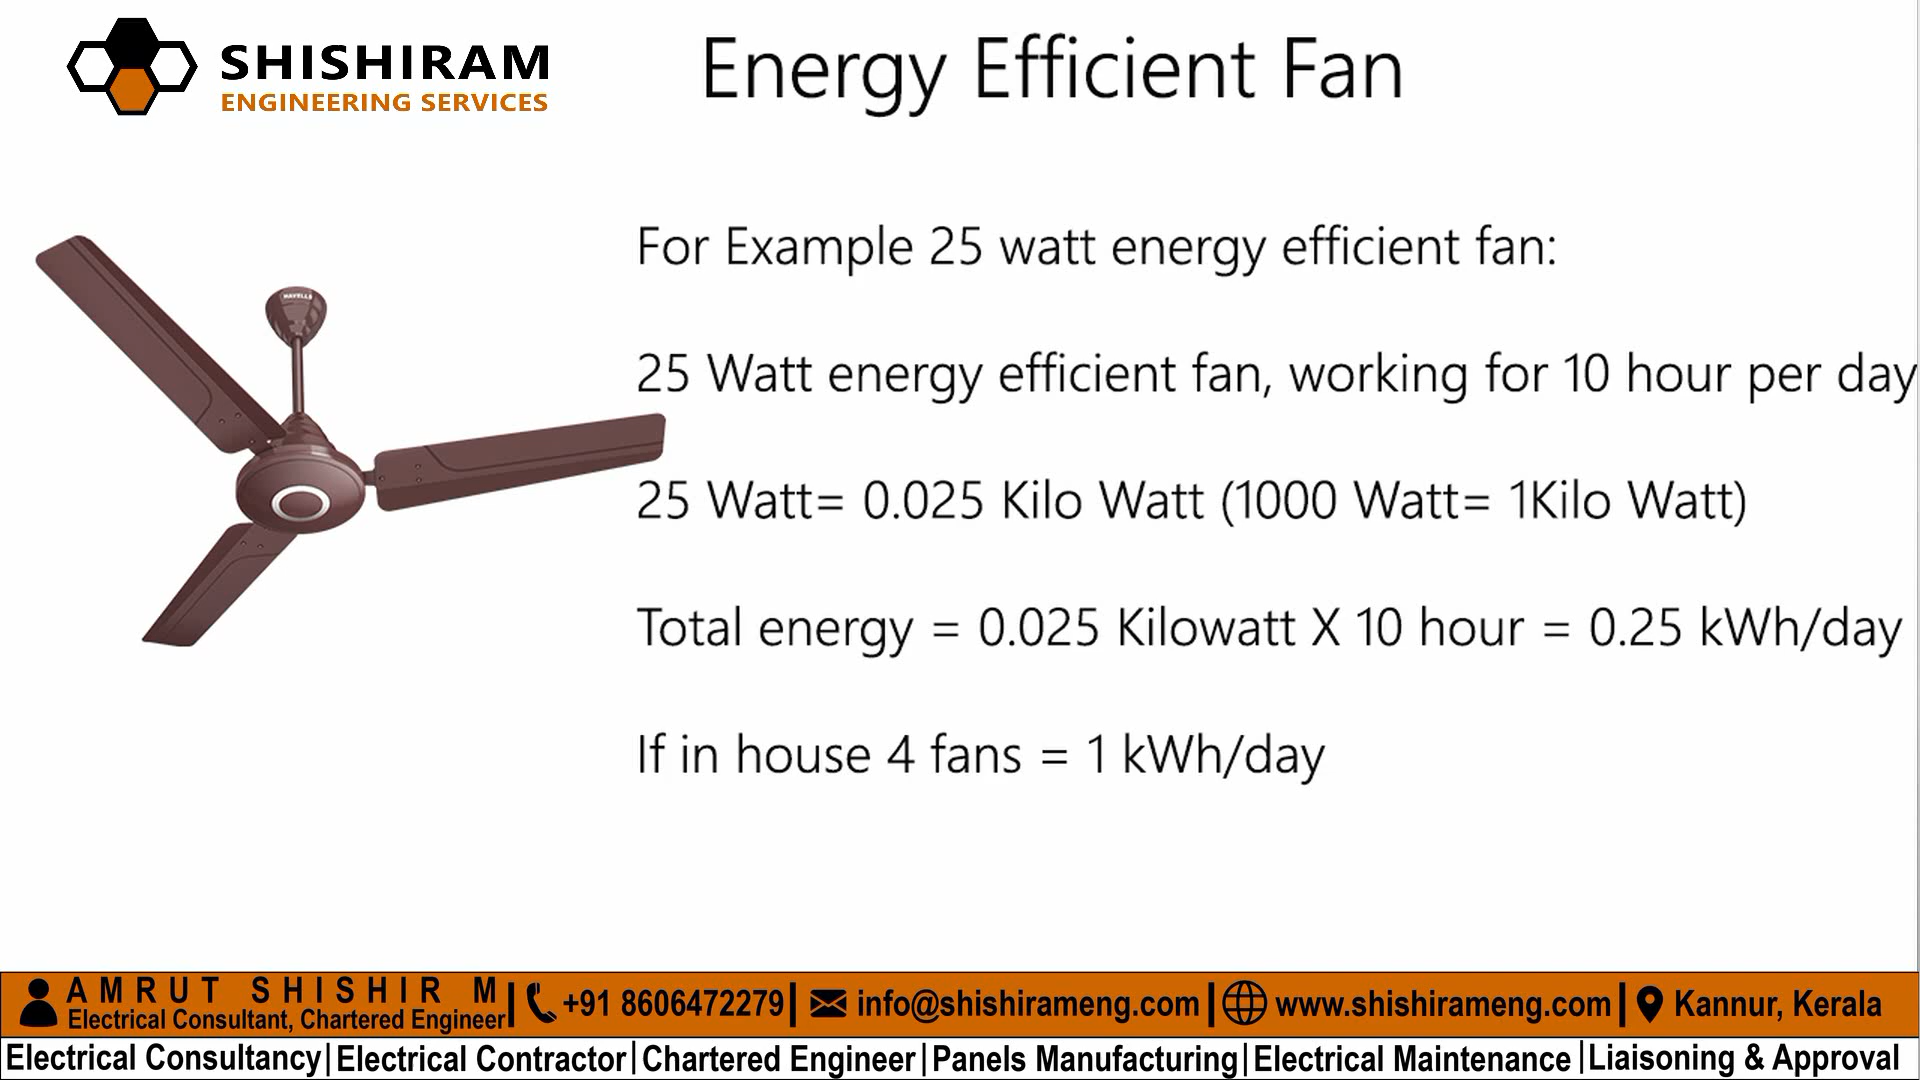 SHISHIRAM
ENGINEERING SERVICES
Energy Efficient Fan
HAVELLS
For Example 25 watt energy efficient fan:
25 Watt energy efficient fan, working for 10 hour per day
25 Watt= 0.025 Kilo Watt (1000 Watt= 1Kilo Watt)
Total energy = 0.025 Kilowatt X 10 hour = 0.25 kWh/day
If in house 4 fans = 1 kWh/day
AMRUT SHISHIR M
Electrical Consultant, Chartered Engineer
+91 8606472279
info@shishirameng.com
www.shishirameng.com
Kannur, Kerala
Electrical Consultancy|Electrical Contractor|Chartered Engineer|Panels Manufacturing|Electrical Maintenance|Liaisoning & Approval